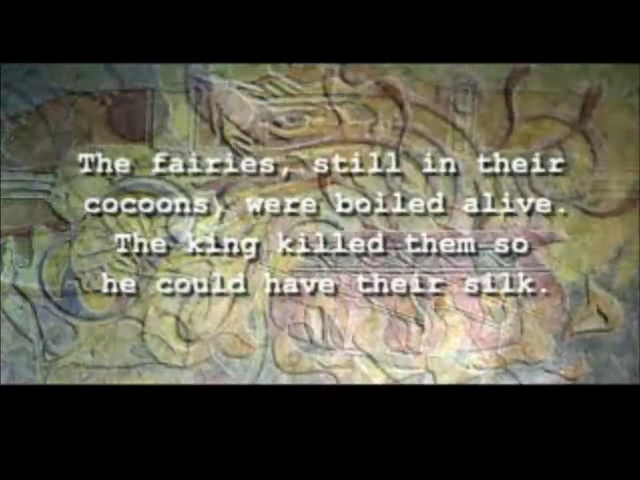 The fairies, still in their
cocoons, were boiled alive.
The king killed them so
he could have their silk.